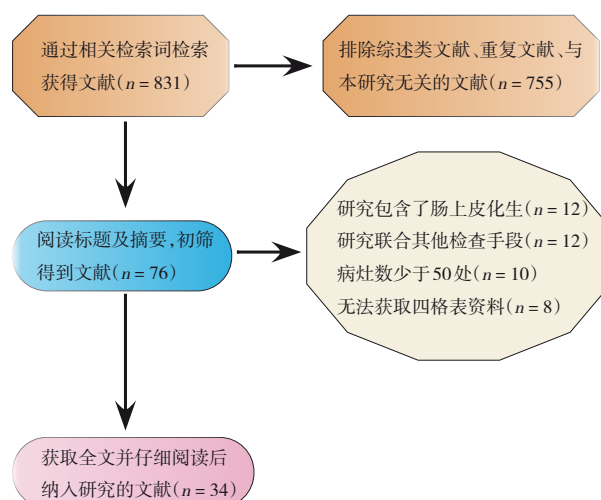 通过相关检索词检索
获得文献(n = 831)
排除综述类文献、重复文献、与
本研究无关的文献(n = 755)
阅读标题及摘要,初筛
得到文献(n = 76)
研究包含了肠上皮化生(n = 12)
研究联合其他检查手段(n = 12)
病灶数少于50处(n = 10)
无法获取四格表资料(n = 8)
获取全文并仔细阅读后
纳入研究的文献(n = 34)